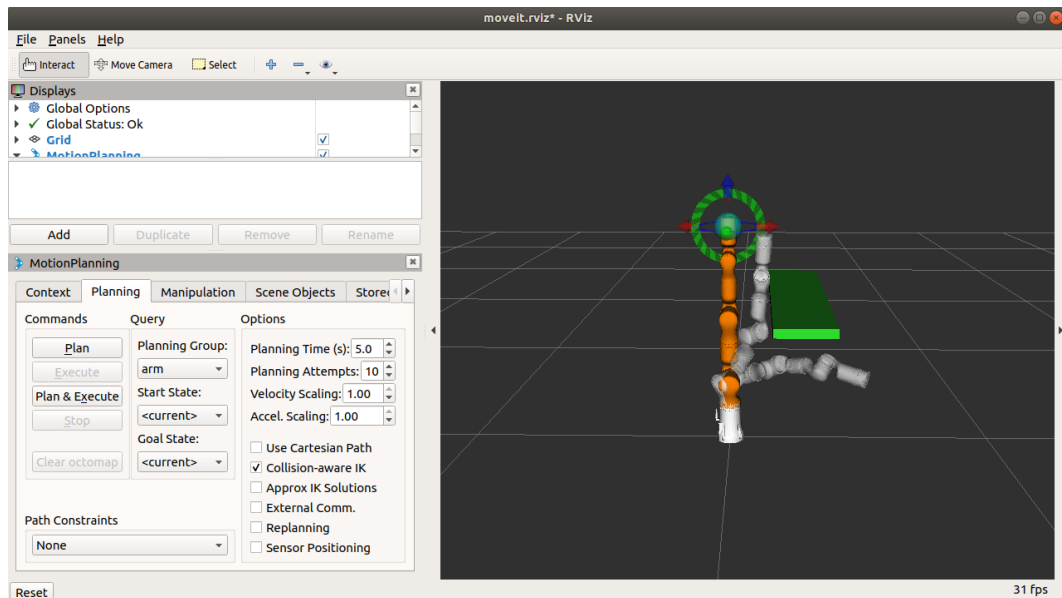 moveit.rviz* - RViz
File Panels Help
Interact Move Camera Select
Displays
Global Options
Global Status: Ok
Grid
MotionPlanning
Add Duplicate Remove Rename
MotionPlanning
Context Planning Manipulation Scene Objects
Commands Query Options
Plan
Execute
Plan & Execute
Stop
Clear octomap
Planning Group:
arm
Start State:
<current>
Goal State:
<current>
Planning Time (s): 5.0
Planning Attempts: 10
Velocity Scaling: 1.00
Accel. Scaling: 1.00
Use Cartesian Path
Collision-aware IK
Approx IK Solutions
External Comm.
Replanning
Sensor Positioning
Path Constraints
None
Reset
31 fps